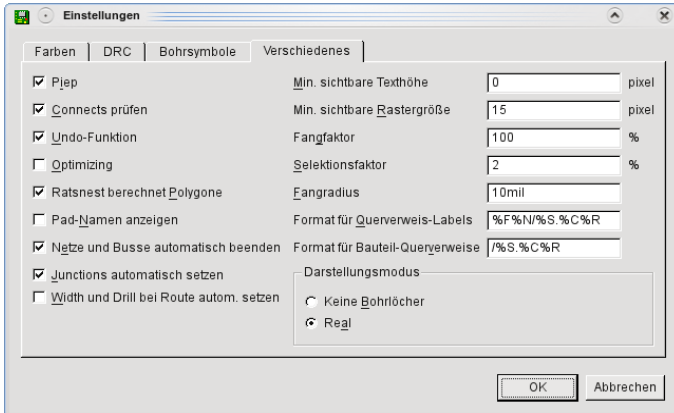 Einstellungen
Farben DRC Bohrsymbole Verschiedenes
Piep
Connects prüfen
Undo-Funktion
Optimizing
Ratsnest berechnet Polygone
Pad-Namen anzeigen
Netze und Busse automatisch beenden
Junctions automatisch setzen
Width und Drill bei Route autom. setzen
Min. sichtbare Texthöhe 0 pixel
Min. sichtbare Rastergröße 15 pixel
Fangfaktor 100 %
Selektionsfaktor 2 %
Fangradius 10mil
Format für Querverweis-Labels %F%N/%S.%C%R
Format für Bauteil-Querverweise /%S.%C%R
Darstellungsmodus
Keine Bohrlöcher
Real
OK Abbrechen